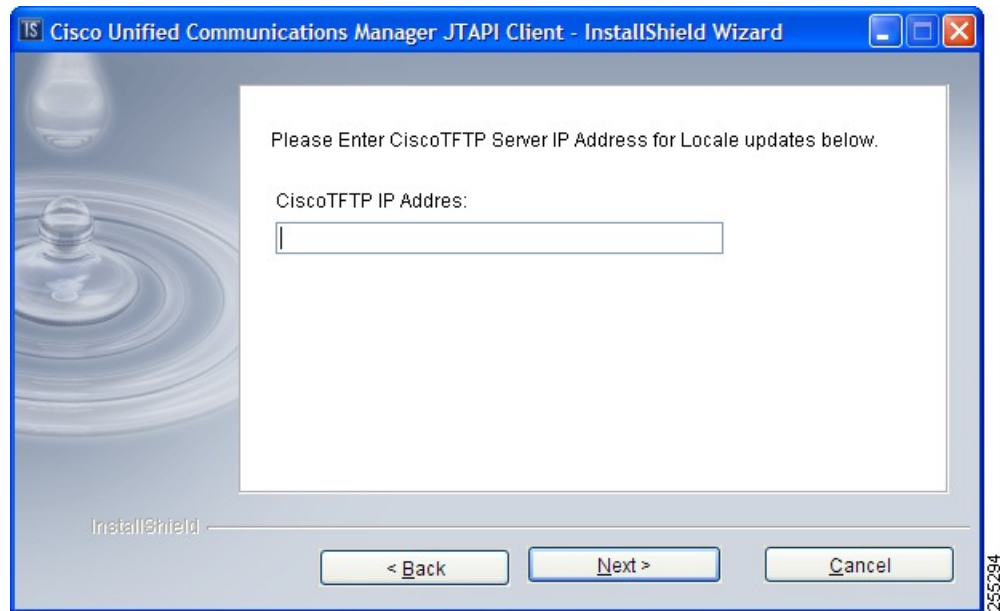 IS Cisco Unified Communications Manager JTAPI Client - InstallShield Wizard
Please Enter CiscoTFTP Server IP Address for Locale updates below.
CiscoTFTP IP Addres:
InstallShield
< Back
Next >
Cancel
255294